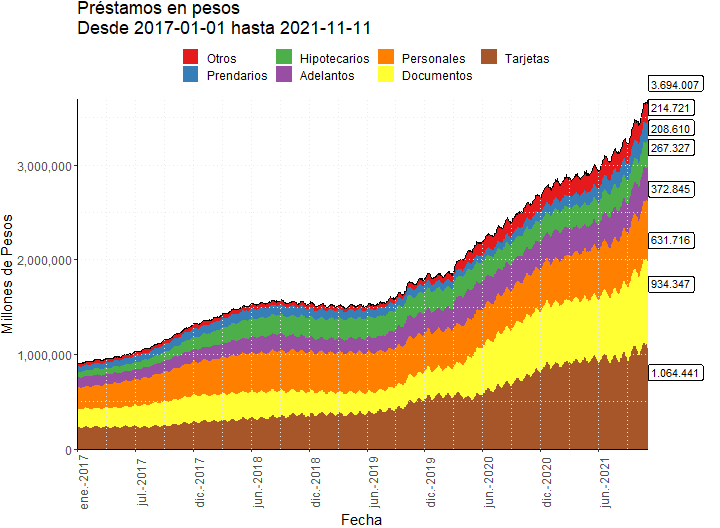 Préstamos en pesos
Desde 2017-01-01 hasta 2021-11-11
Otros Hipotecarios Personales Tarjetas
Prendarios Adelantos Documentos
3.694.007
214.721
208.610
267.327
372.845
631.716
934.347
1.064.441
3,000,000
2,000,000
1,000,000
0
Millones de Pesos
ene.-2017 jul.-2017 dic.-2017 jun.-2018 dic.-2018 jun.-2019 dic.-2019 jun.-2020 dic.-2020 jun.-2021
Fecha